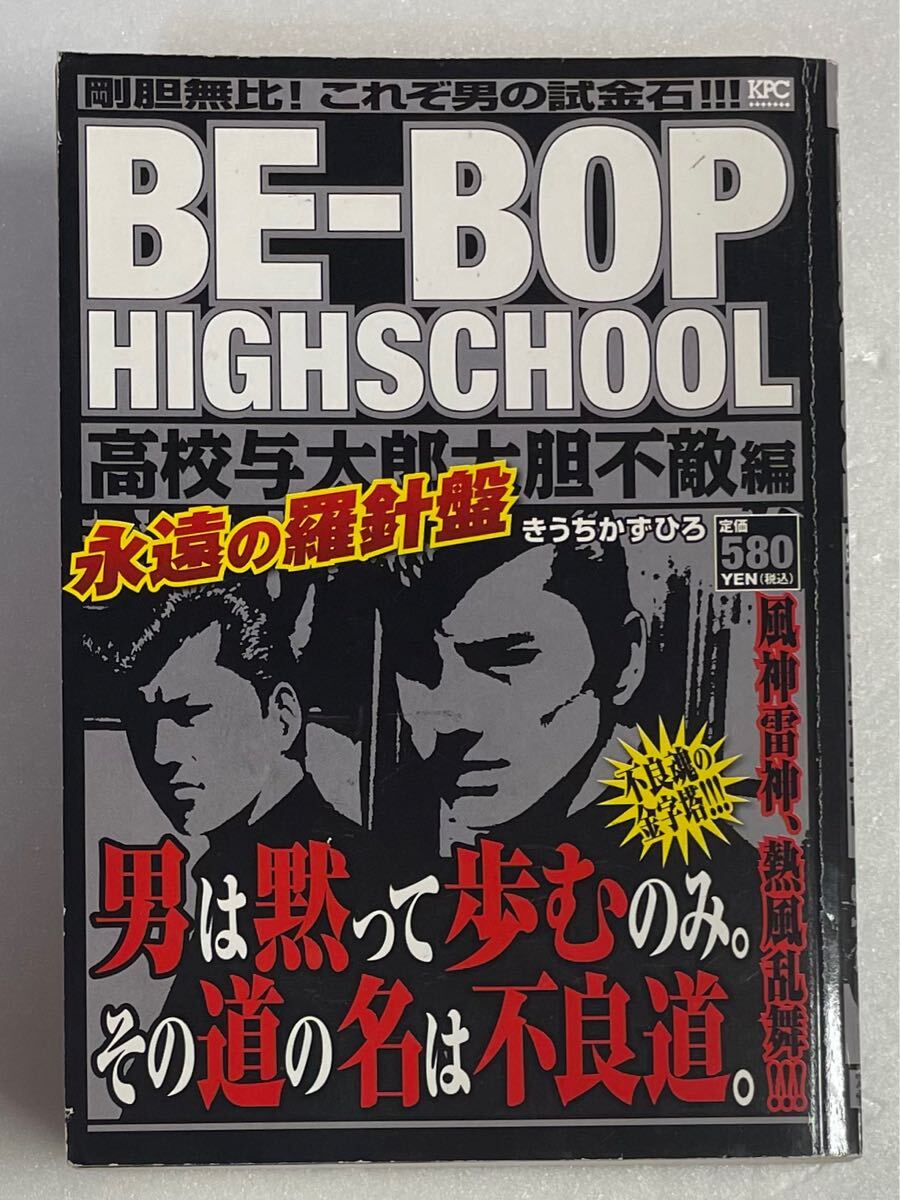 剛胆無比!これぞ男の試金石!!!
KPC
BE-BOP
HIGHSCHOOL
高校与太郎大胆不敵編
永遠の羅針盤
きうちかずひろ
定価
580
YEN(税込)
風神雷神、熱風乱舞!!!
不良魂の
金字塔!!!
男は黙って歩むのみ。
その道の名は不良道。